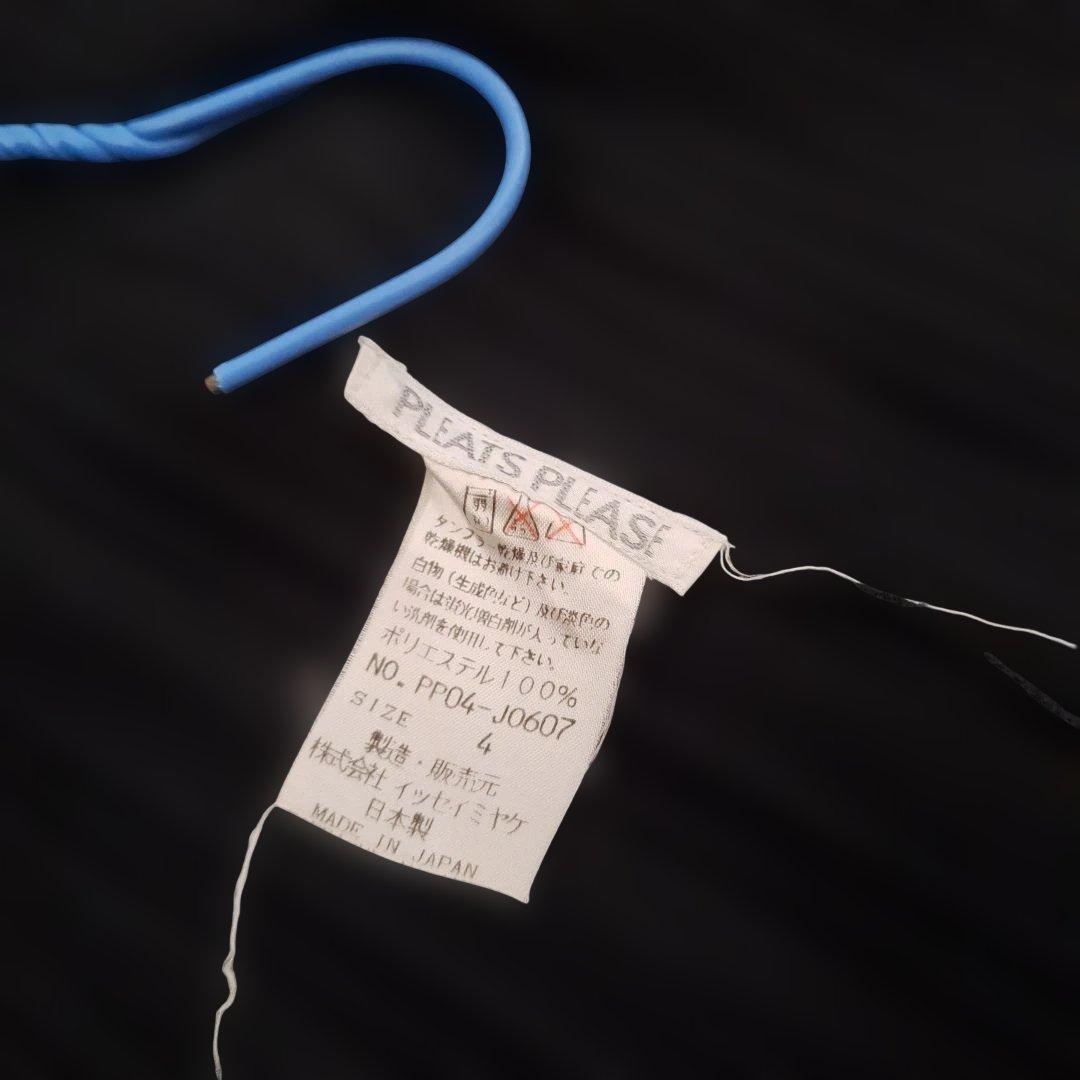 PLEATS PLEASE
タンブラー乾燥及び家庭での
乾燥機はお避け下さい。
白物(生成色など)及び淡色の
場合は蛍光増白剤が入っていな
い洗剤を使用して下さい。
ポリエステル100%
NO. PP04-J0607
SIZE 4
製造・販売元
株式会社 イッセイミヤケ
日本製
MADE IN JAPAN